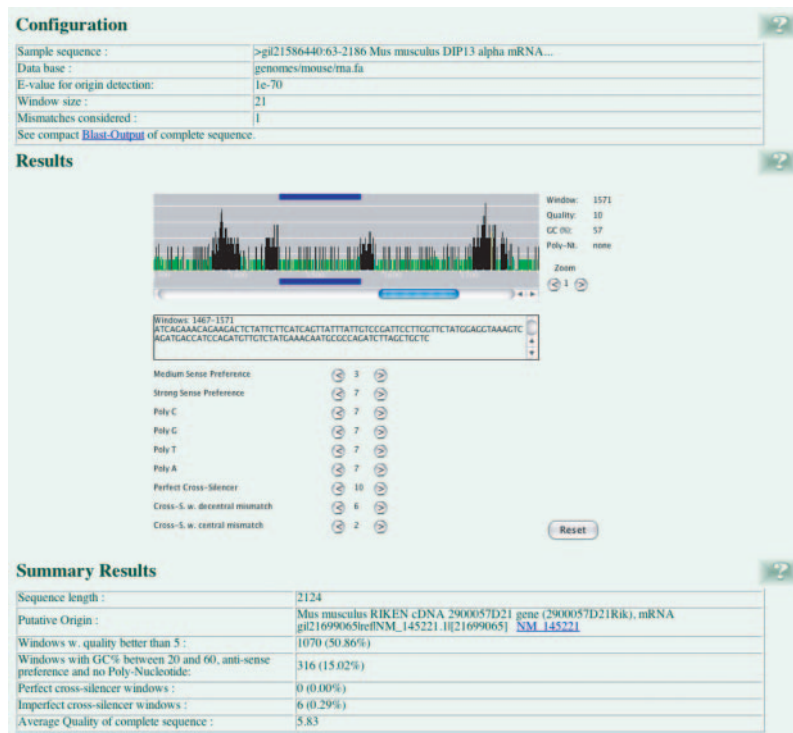 Configuration
?
Sample sequence : >gi|21586440:63-2186 Mus musculus DIP13 alpha mRNA...
Data base : genomes/mouse/rna.fa
E-value for origin detection: 1e-70
Window size : 21
Mismatches considered : 1
See compact Blast-Output of complete sequence.
Results
?
Window: 1571
Quality: 10
GC (%): 57
Poly-Nt. none
Zoom
< 1 >
Windows: 1467-1571
ATCAGAAACAGAAGACTCTATTCTTCATCAGTTATTTATTGTCCGATTCCTTGGTTCTATGGAGGTAAAGTC
AGATGACCATCCAGATGTTGTCTATGAAACAATGCGCCAGATCTTAGCTGCTC
Medium Sense Preference < 3 >
Strong Sense Preference < 7 >
Poly C < 7 >
Poly G < 7 >
Poly T < 7 >
Poly A < 7 >
Perfect Cross-Silencer < 10 >
Cross-S. w. decentral mismatch < 6 >
Cross-S. w. central mismatch < 2 >
Reset
Summary Results
?
Sequence length : 2124
Putative Origin : Mus musculus RIKEN cDNA 2900057D21 gene (2900057D21Rik), mRNA
gi|21699065|ref|NM_145221.1|[21699065] NM_145221
Windows w. quality better than 5 : 1070 (50.86%)
Windows with GC% between 20 and 60, anti-sense
preference and no Poly-Nucleotide: 316 (15.02%)
Perfect cross-silencer windows : 0 (0.00%)
Imperfect cross-silencer windows : 6 (0.29%)
Average Quality of complete sequence : 5.83